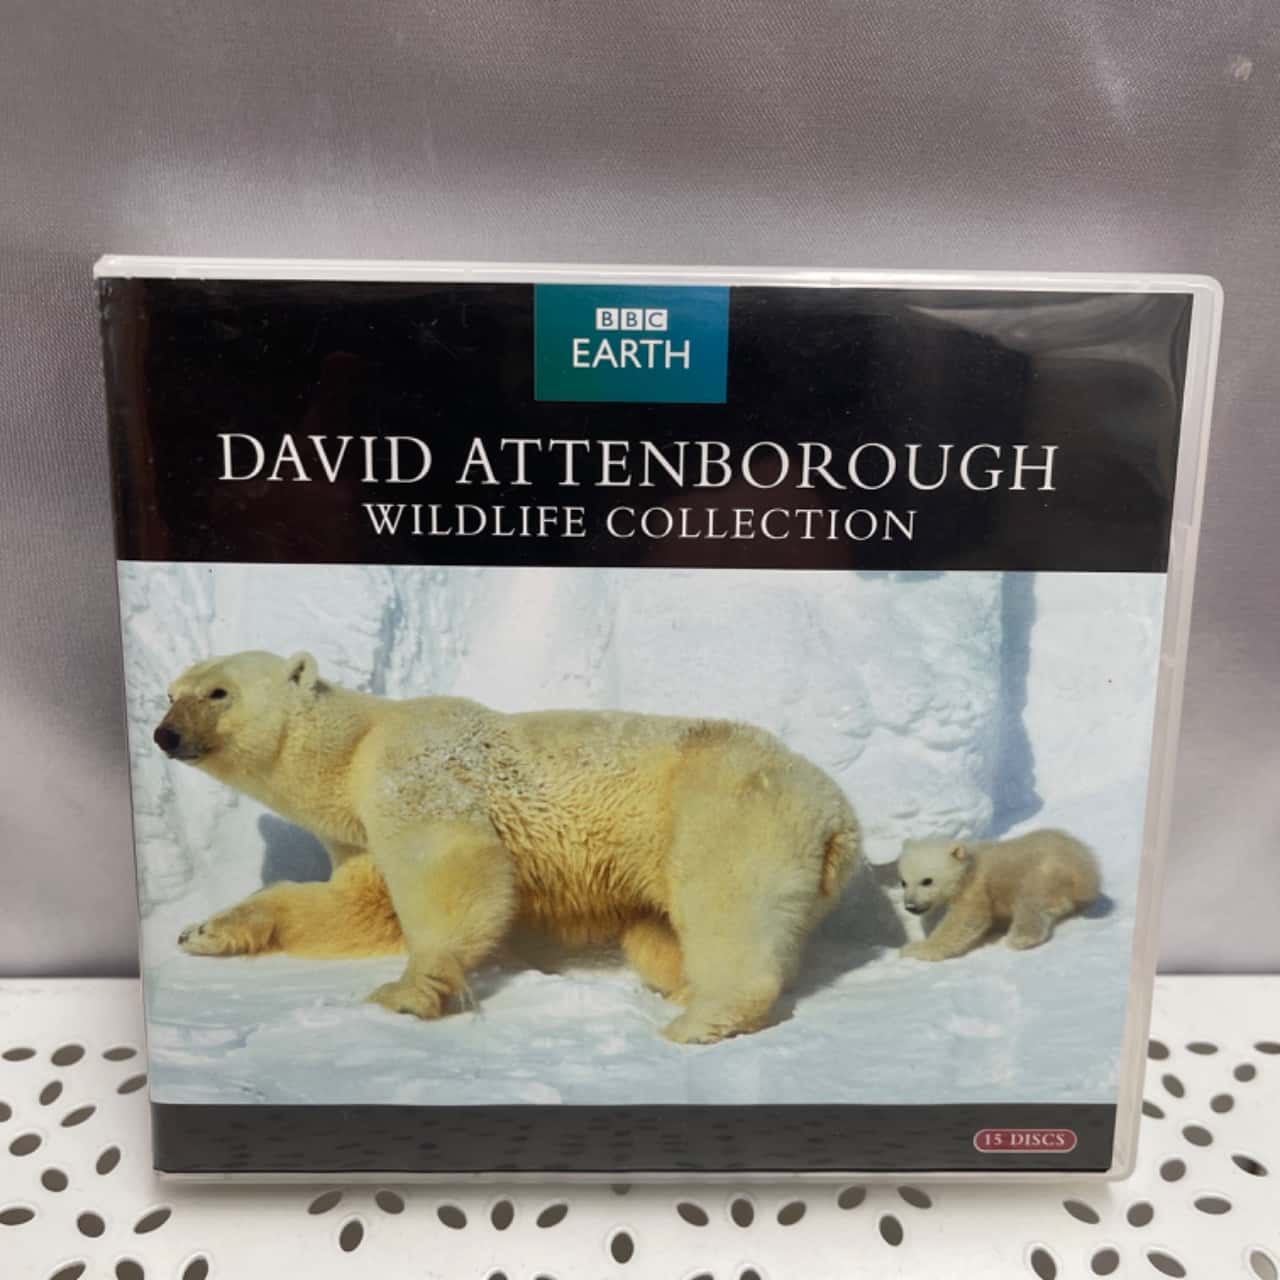 BBC
EARTH
DAVID ATTENBOROUGH
WILDLIFE COLLECTION
15 DISCS